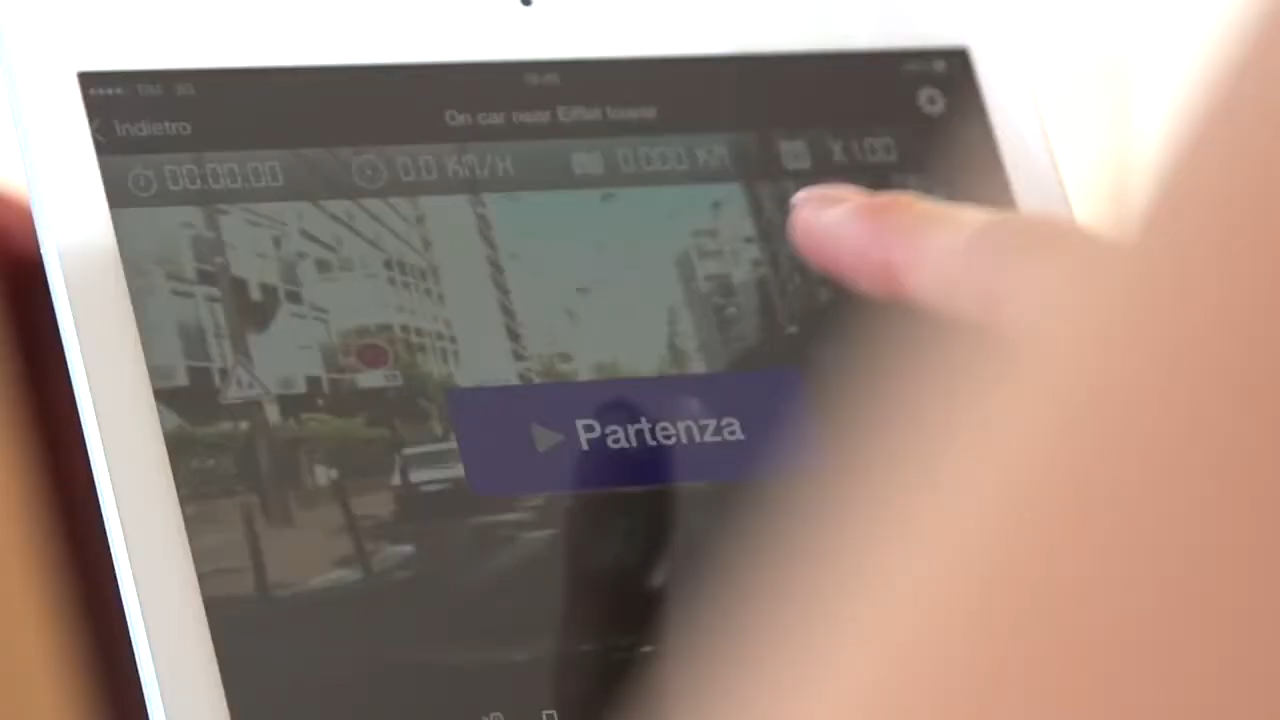 Indietro
On car near Eiffel tower
00:00.00
0.0 KM/H
0.000 KM
X 1.00
Partenza